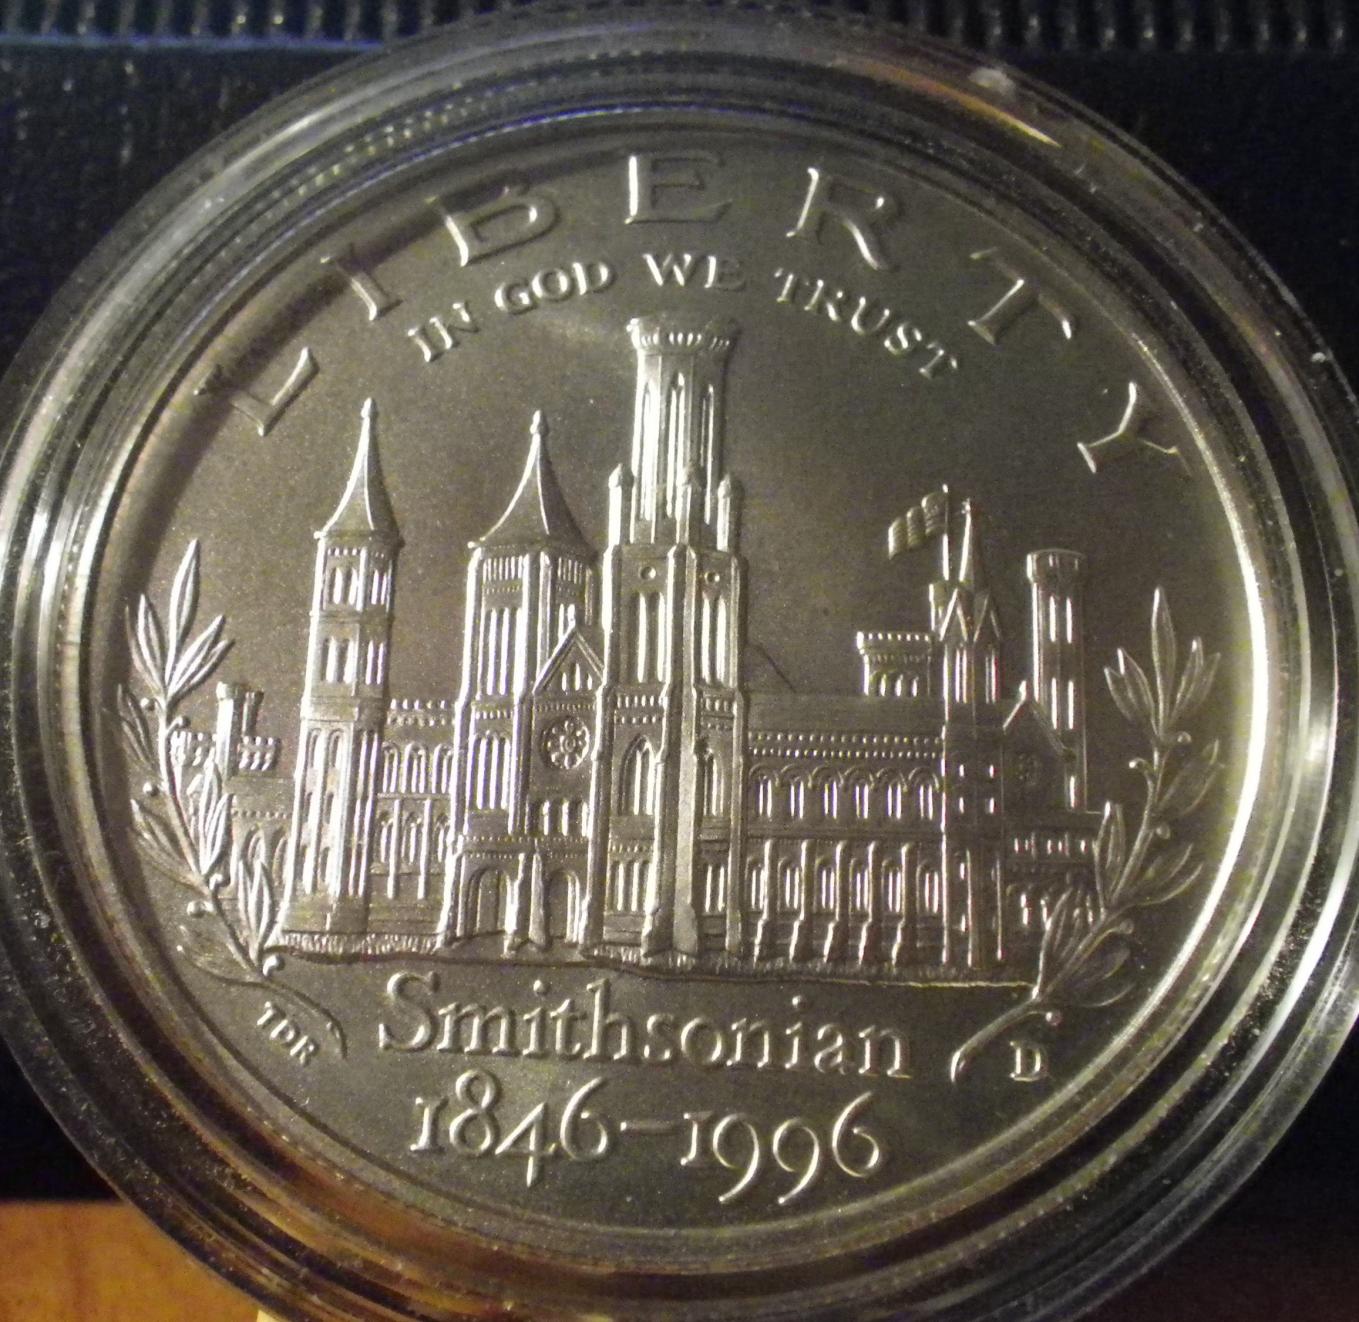 LIBERTY
IN GOD WE TRUST
TDR
Smithsonian
D
1846-1996